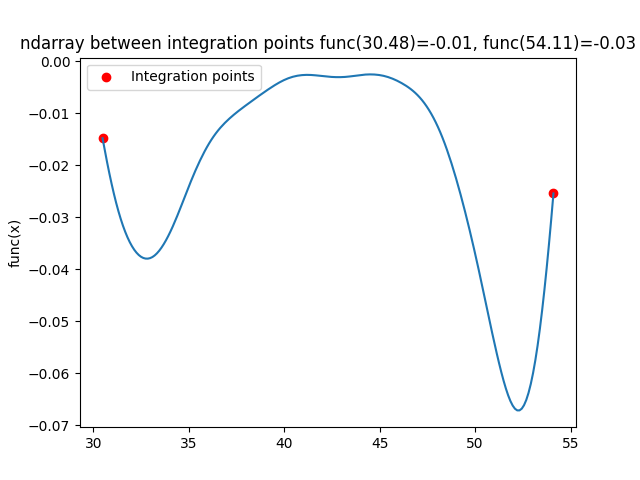 ndarray between integration points func(30.48)=-0.01, func(54.11)=-0.03
Integration points
func(x)
0.00
−0.01
−0.02
−0.03
−0.04
−0.05
−0.06
−0.07
30 35 40 45 50 55